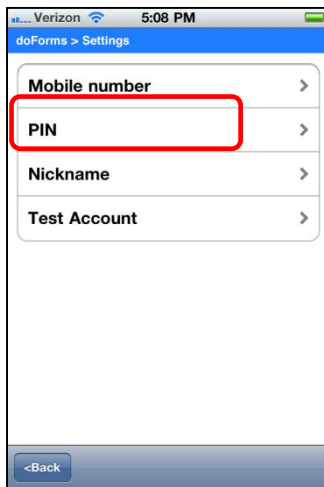 Verizon 5:08 PM
doForms > Settings
Mobile number
PIN
Nickname
Test Account
<Back